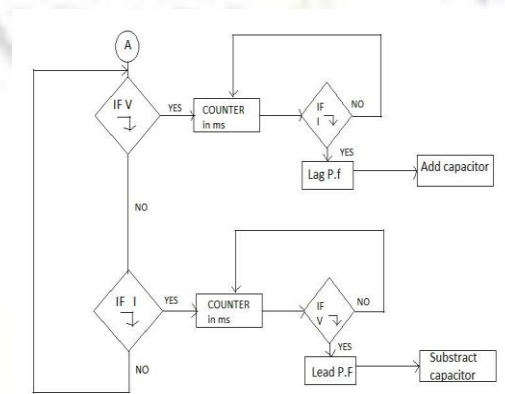 A
IF V
YES
COUNTER
in ms
IF
I
NO
YES
Lag P.f
Add capacitor
NO
IF I
YES
COUNTER
in ms
IF
V
NO
YES
Lead P.F
Substract
capacitor
NO